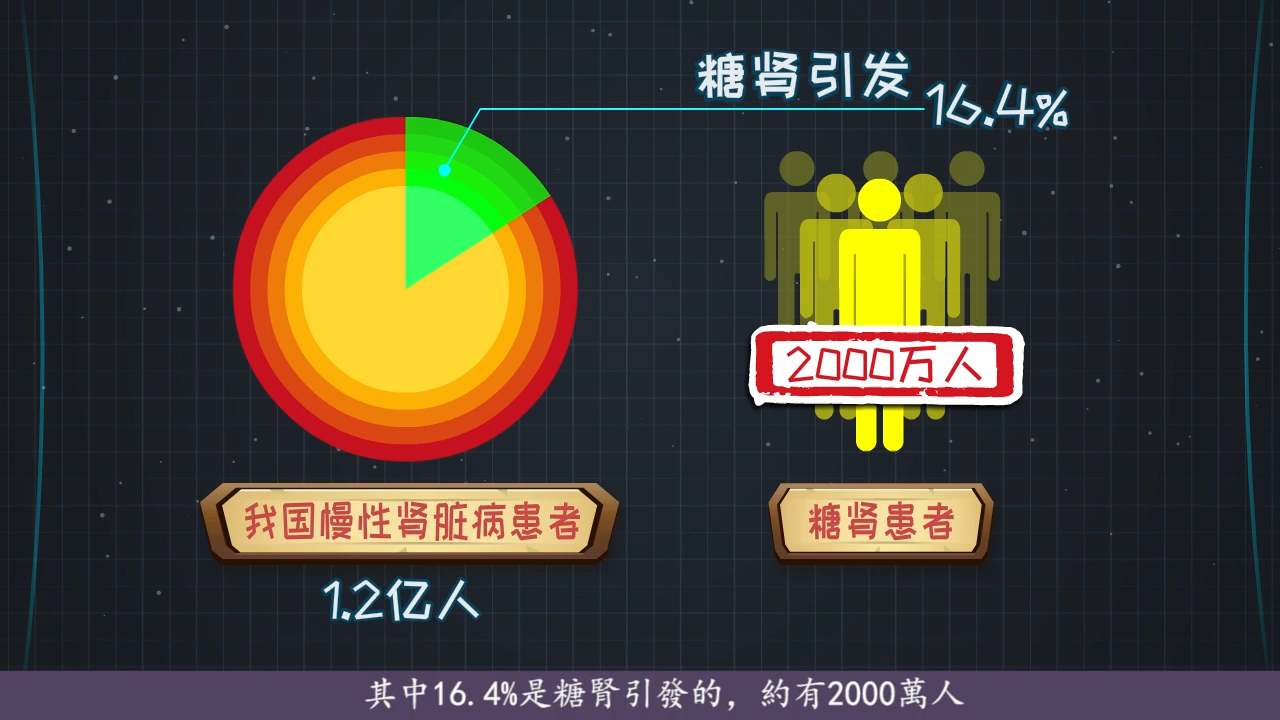 糖肾引发
16.4%
2000万人
我国慢性肾脏病患者
糖肾患者
1.2亿人
其中16.4%是糖腎引發的，約有2000萬人